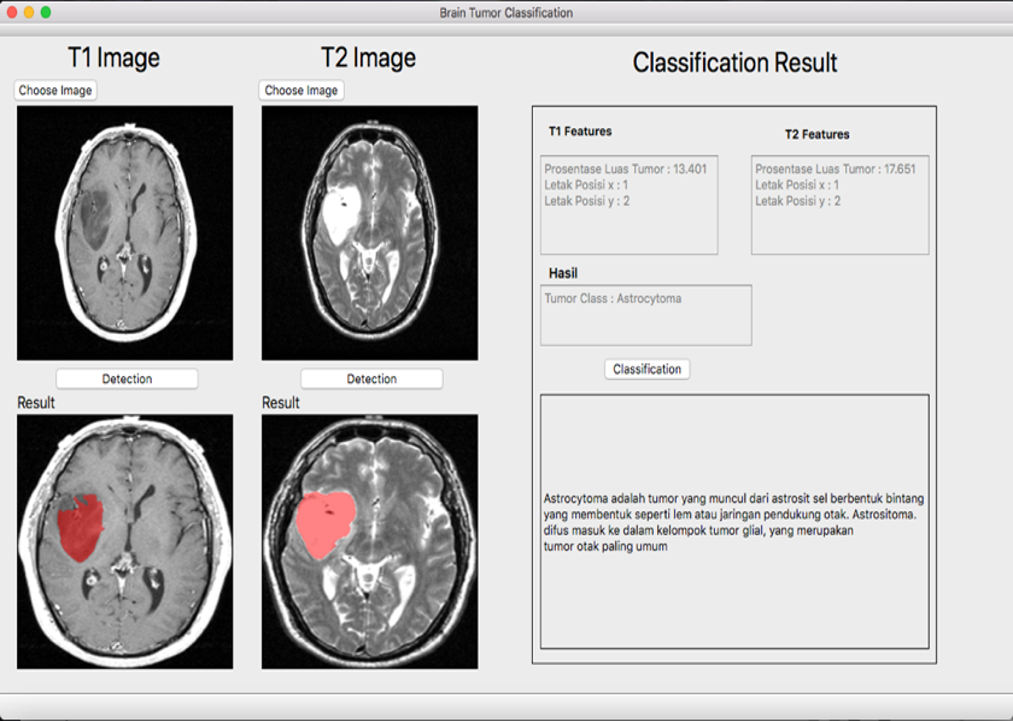 Brain Tumor Classification
T1 Image
T2 Image
Classification Result
Choose Image
Choose Image
T1 Features
T2 Features
Prosentase Luas Tumor : 13.401
Letak Posisi x : 1
Letak Posisi y : 2
Prosentase Luas Tumor : 17.651
Letak Posisi x : 1
Letak Posisi y : 2
Hasil
Tumor Class : Astrocytoma
Classification
Detection
Detection
Result
Result
Astrocytoma adalah tumor yang muncul dari astrosit sel berbentuk bintang
yang membentuk seperti lem atau jaringan pendukung otak. Astrositoma.
difus masuk ke dalam kelompok tumor glial, yang merupakan
tumor otak paling umum